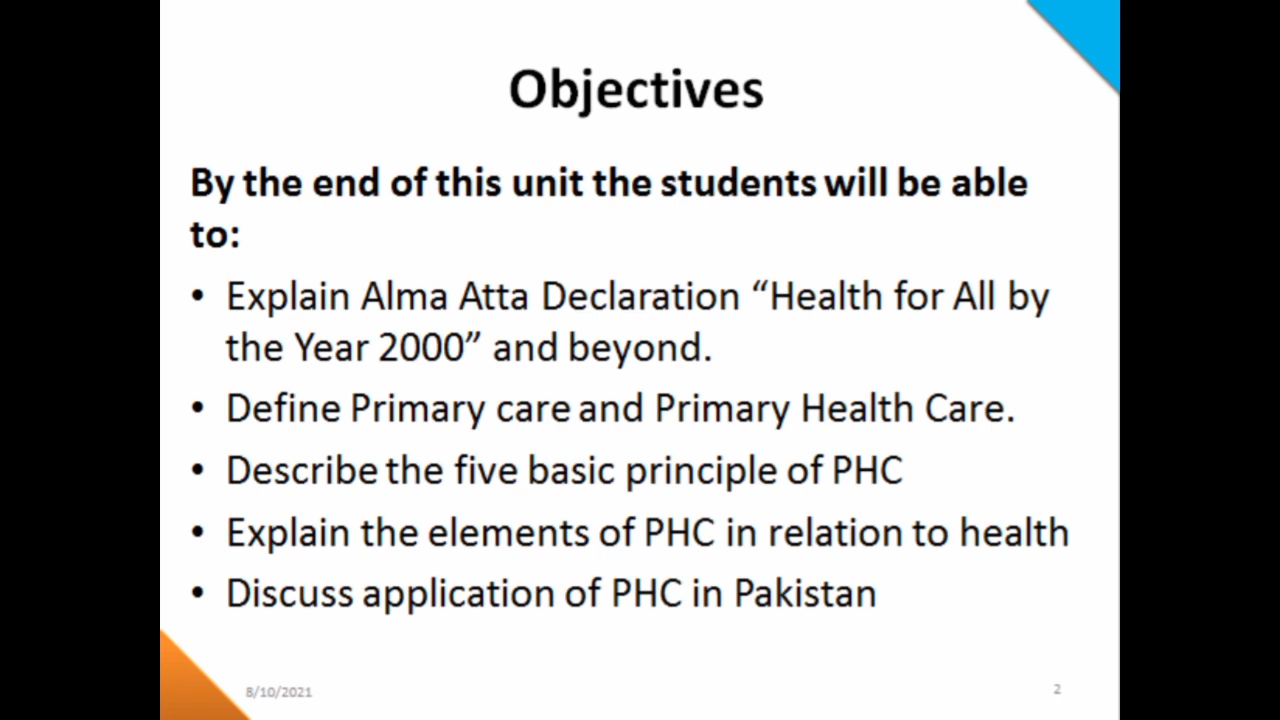 Objectives
By the end of this unit the students will be able
to:
• Explain Alma Atta Declaration “Health for All by
the Year 2000” and beyond.
• Define Primary care and Primary Health Care.
• Describe the five basic principle of PHC
• Explain the elements of PHC in relation to health
• Discuss application of PHC in Pakistan
8/10/2021
2